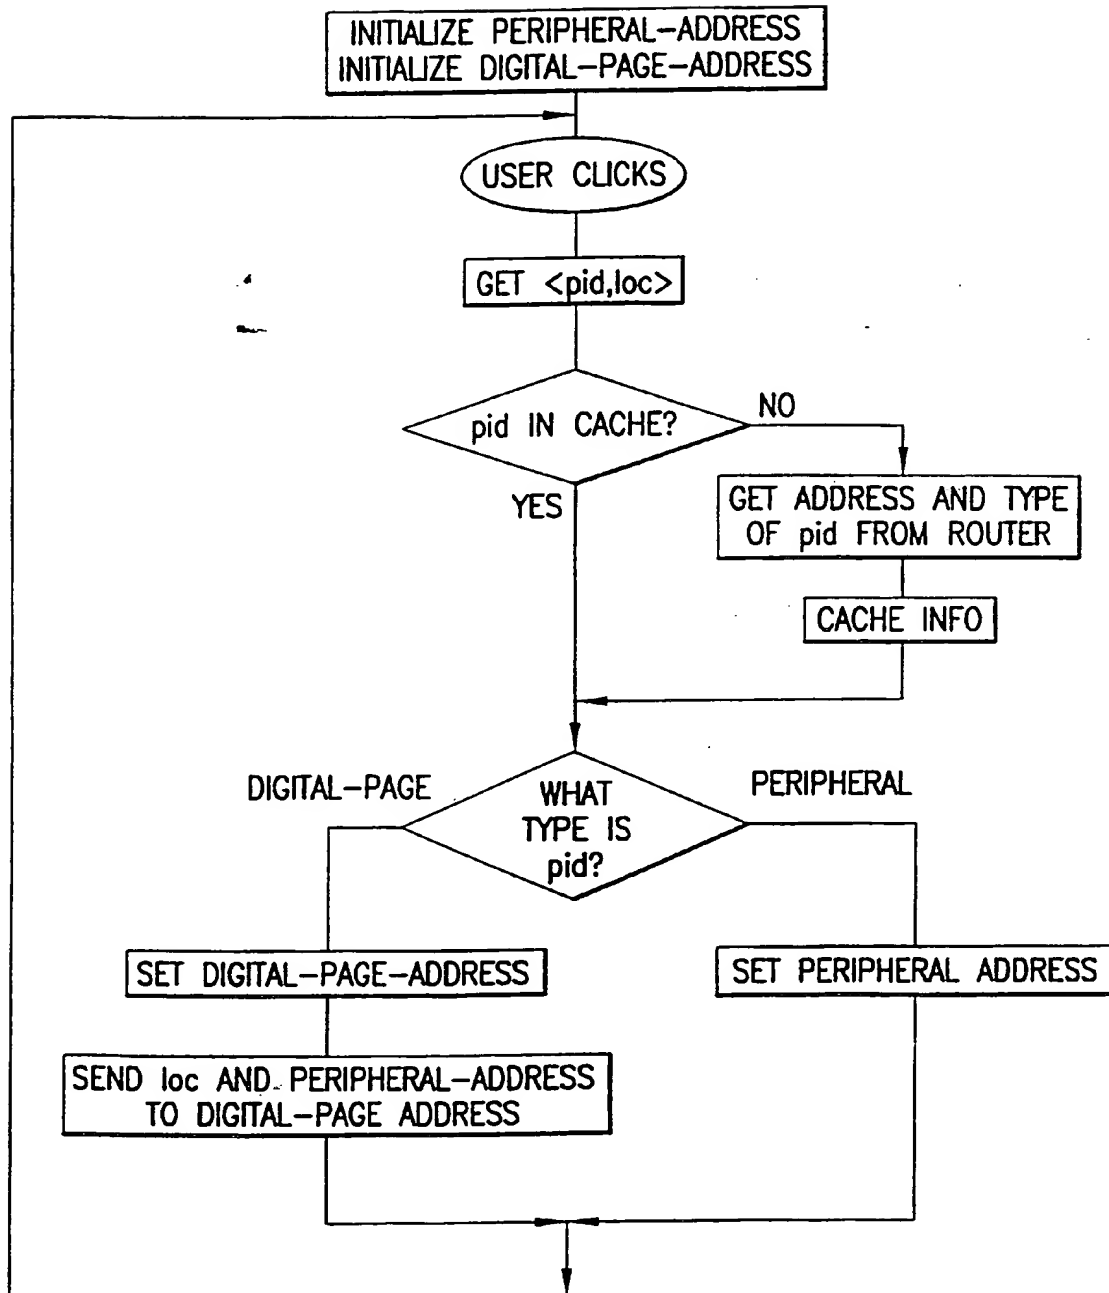 INITIALIZE PERIPHERAL-ADDRESS
INITIALIZE DIGITAL-PAGE-ADDRESS
USER CLICKS
GET <pid,loc>
pid IN CACHE?
NO
YES
GET ADDRESS AND TYPE
OF pid FROM ROUTER
CACHE INFO
DIGITAL-PAGE
WHAT
TYPE IS
pid?
PERIPHERAL
SET DIGITAL-PAGE-ADDRESS
SET PERIPHERAL ADDRESS
SEND loc AND PERIPHERAL-ADDRESS
TO DIGITAL-PAGE ADDRESS